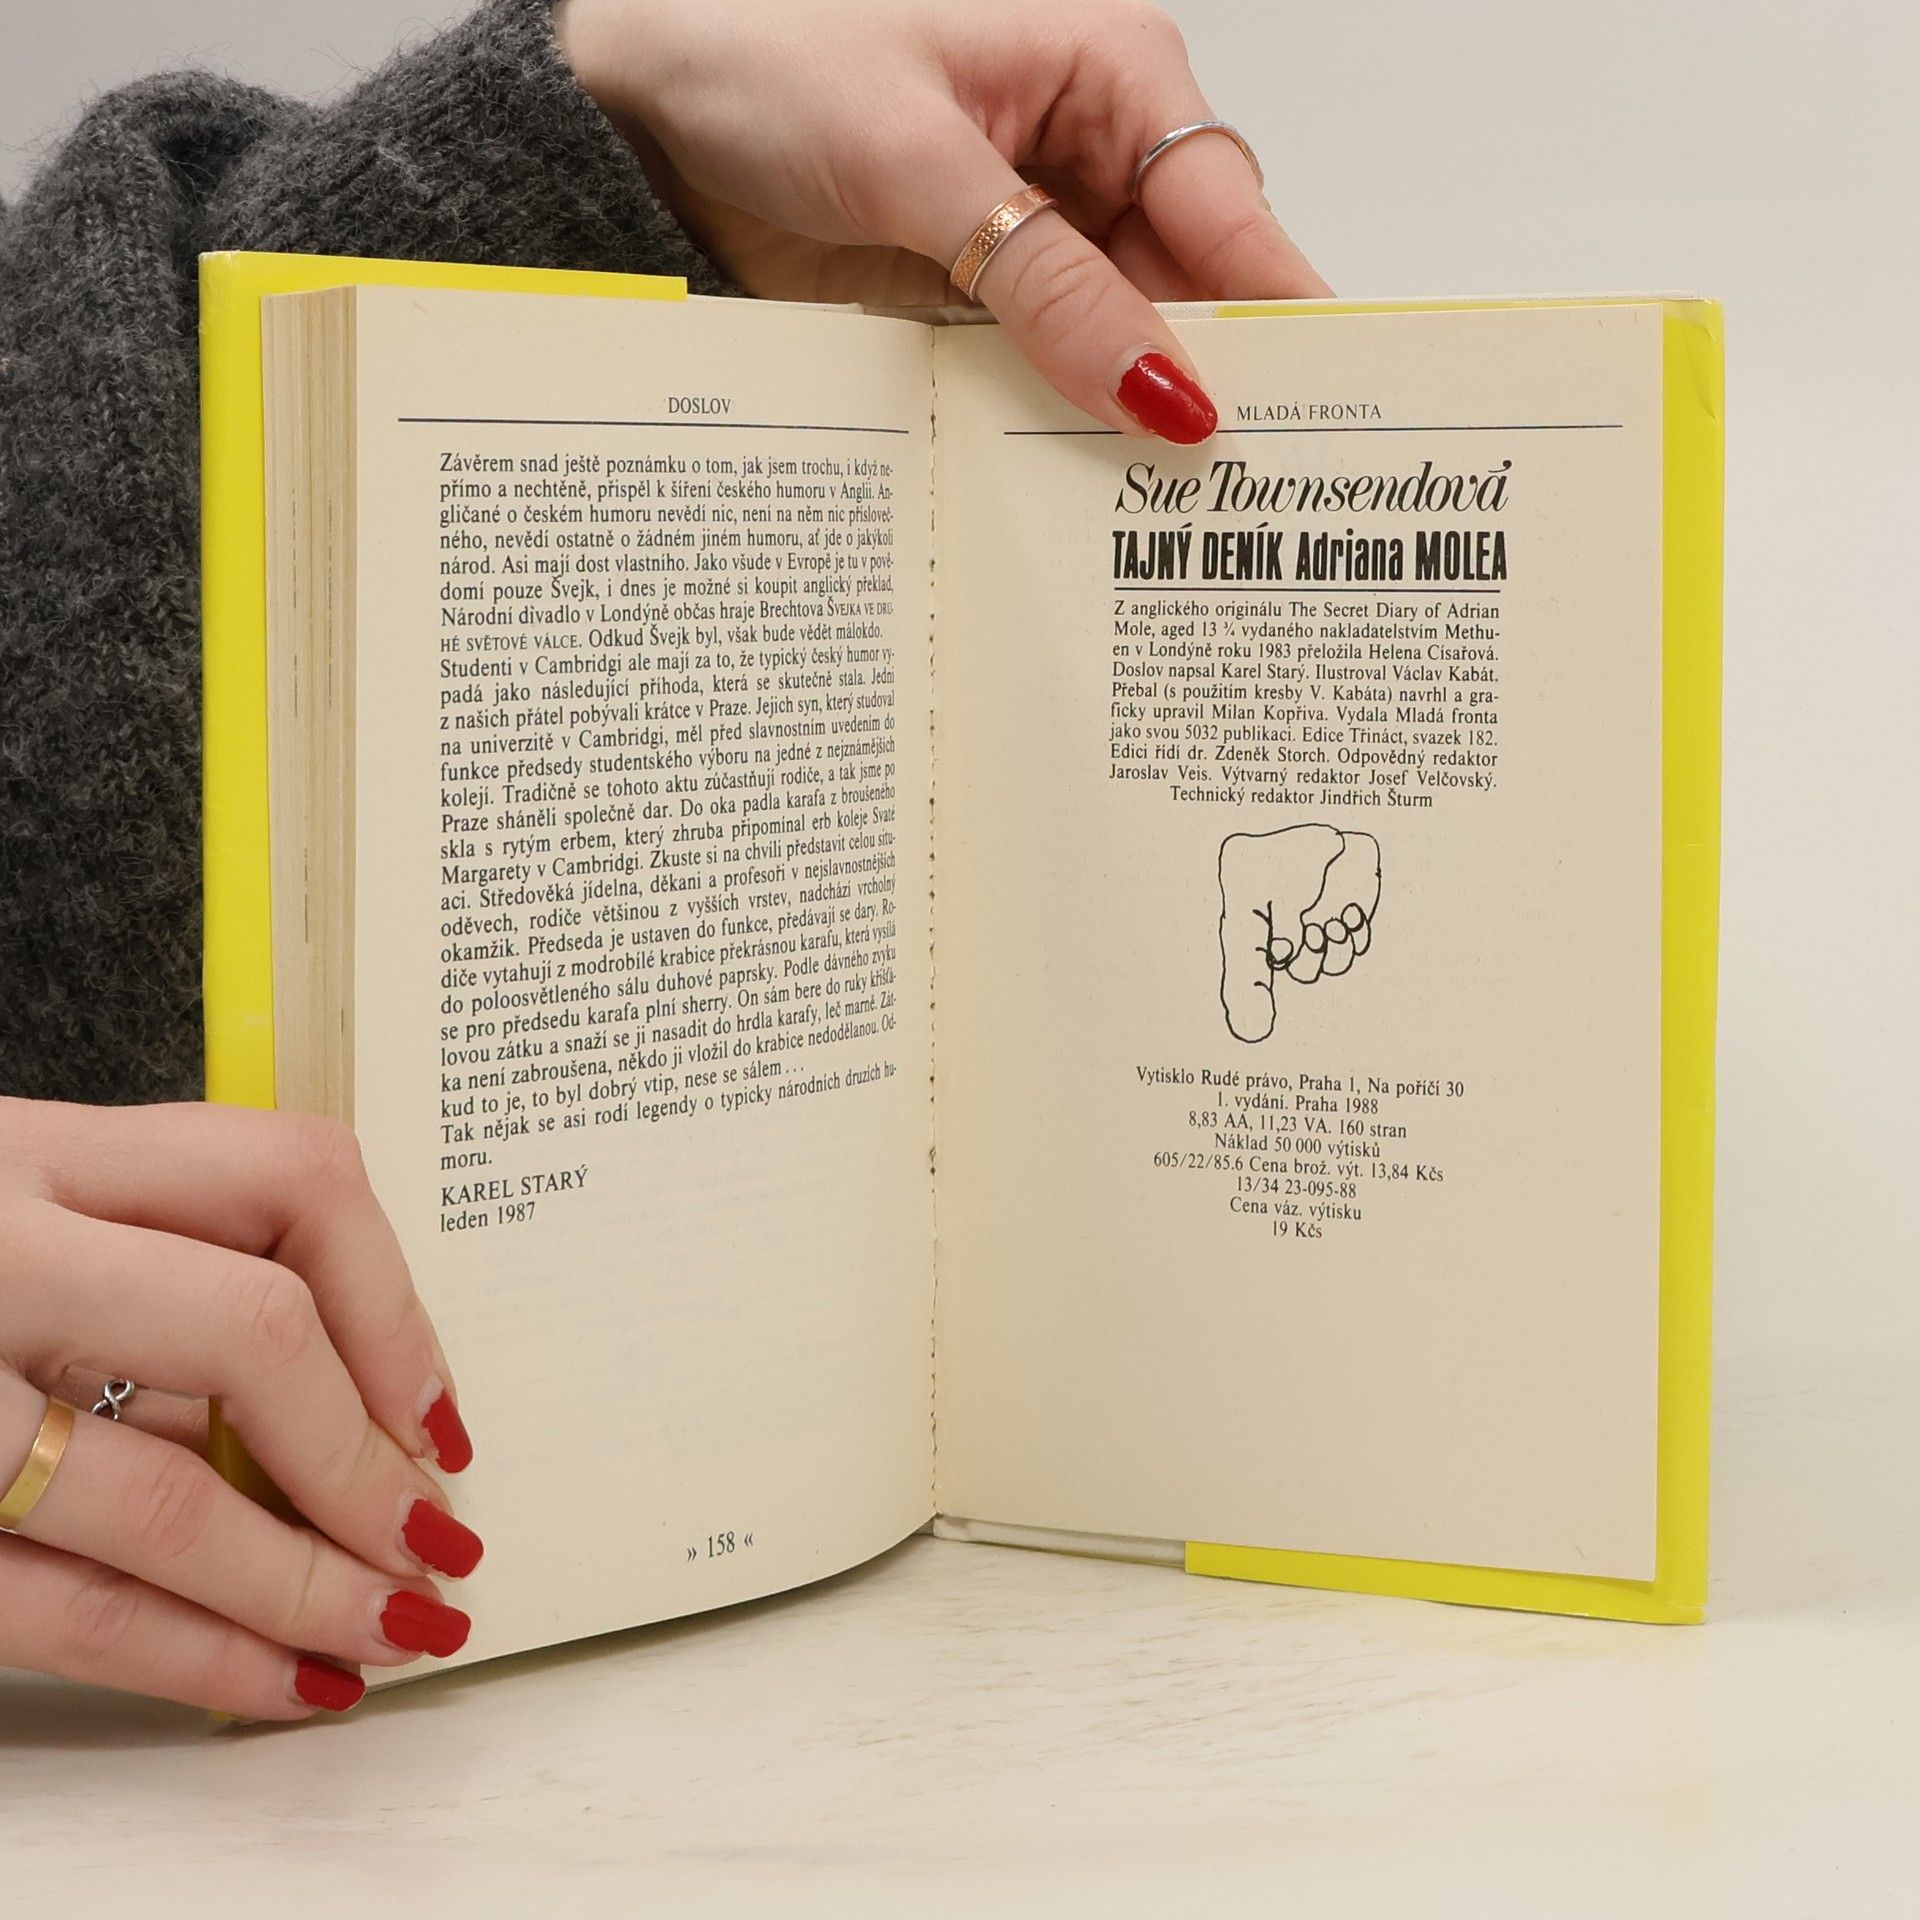 DOSLOV
Závěrem snad ještě poznámku o tom, jak jsem trochu, i když ne-
přímo a nechtěně, přispěl k šíření českého humoru v Anglii. An-
gličané o českém humoru nevědí nic, není na něm nic přísloveč-
ného, nevědí ostatně o žádném jiném humoru, ať jde o jakýkoli
národ. Asi mají dost vlastního. Jako všude v Evropě je tu v pově-
domí pouze Švejk, i dnes je možné si koupit anglický překlad,
Národní divadlo v Londýně občas hraje Brechtova ŠVEJKA VE DRU-
HÉ SVĚTOVÉ VÁLCE. Odkud Švejk byl, však bude vědět málokdo.
Studenti v Cambridgi ale mají za to, že typický český humor vy-
padá jako následující příhoda, která se skutečně stala. Jedni
z našich přátel pobývali krátce v Praze. Jejich syn, který studoval
na univerzitě v Cambridgi, měl před slavnostním uvedením do
funkce předsedy studentského výboru na jedné z nejznámějších
kolejí. Tradičně se tohoto aktu zúčastňují rodiče, a tak jsme po
Praze sháněli společně dar. Do oka padla karafa z broušeného
skla s rytým erbem, který zhruba připomínal erb koleje Svaté
Margarety v Cambridgi. Zkuste si na chvíli představit celou situ-
aci. Středověká jídelna, děkani a profesoři v nejslavnostnějších
oděvech, rodiče většinou z vyšších vrstev, nadchází vrcholný
okamžik. Předseda je ustaven do funkce, předávají se dary. Ro-
diče vytahují z modrobílé krabice překrásnou karafu, která vysílá
do poloosvětleného sálu duhové paprsky. Podle dávného zvyku
se pro předsedu karafa plní sherry. On sám bere do ruky křišťá-
lovou zátku a snaží se ji nasadit do hrdla karafy, leč marně. Zát-
ka není zabroušena, někdo ji vložil do krabice nedodělanou. Od-
kud to je, to byl dobrý vtip, nese se sálem . . .
Tak nějak se asi rodí legendy o typicky národních druzích hu-
moru.
KAREL STARÝ
leden 1987
» 158 «
MLADÁ FRONTA
Sue Townsendová
TAJNÝ DENÍK Adriana MOLEA
Z anglického originálu The Secret Diary of Adrian
Mole, aged 13 ¾ vydaného nakladatelstvím Methu-
en v Londýně roku 1983 přeložila Helena Císařová.
Doslov napsal Karel Starý. Ilustroval Václav Kabát.
Přebal (s použitím kresby V. Kabáta) navrhl a gra-
ficky upravil Milan Kopřiva. Vydala Mladá fronta
jako svou 5032 publikaci. Edice Třináct, svazek 182.
Edici řídí dr. Zdeněk Storch. Odpovědný redaktor
Jaroslav Veis. Výtvarný redaktor Josef Velčovský.
Technický redaktor Jindřich Šturm
Vytisklo Rudé právo, Praha 1, Na poříčí 30
1. vydání. Praha 1988
8,83 AA, 11,23 VA. 160 stran
Náklad 50 000 výtisků
605/22/85.6 Cena brož. výt. 13,84 Kčs
13/34 23-095-88
Cena váz. výtisku
19 Kčs